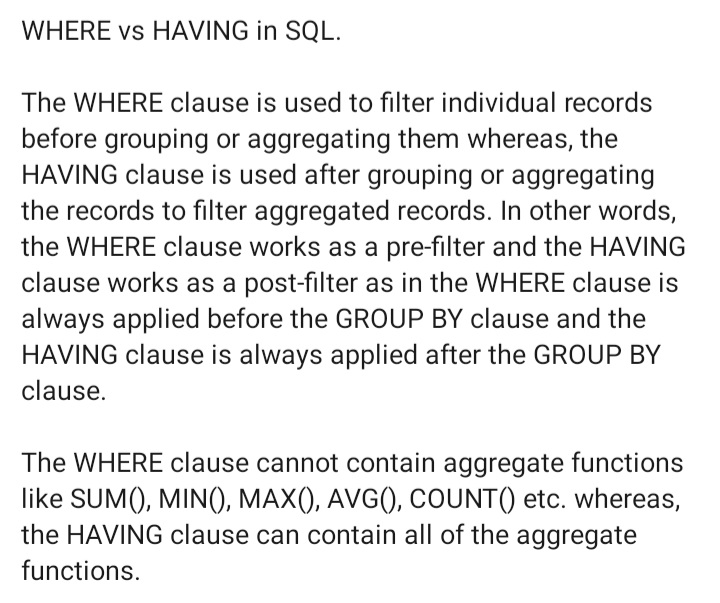 WHERE vs HAVING in SQL.
The WHERE clause is used to filter individual records
before grouping or aggregating them whereas, the
HAVING clause is used after grouping or aggregating
the records to filter aggregated records. In other words,
the WHERE clause works as a pre-filter and the HAVING
clause works as a post-filter as in the WHERE clause is
always applied before the GROUP BY clause and the
HAVING clause is always applied after the GROUP BY
clause.
The WHERE clause cannot contain aggregate functions
like SUM(), MIN(), MAX(), AVG(), COUNT() etc. whereas,
the HAVING clause can contain all of the aggregate
functions.